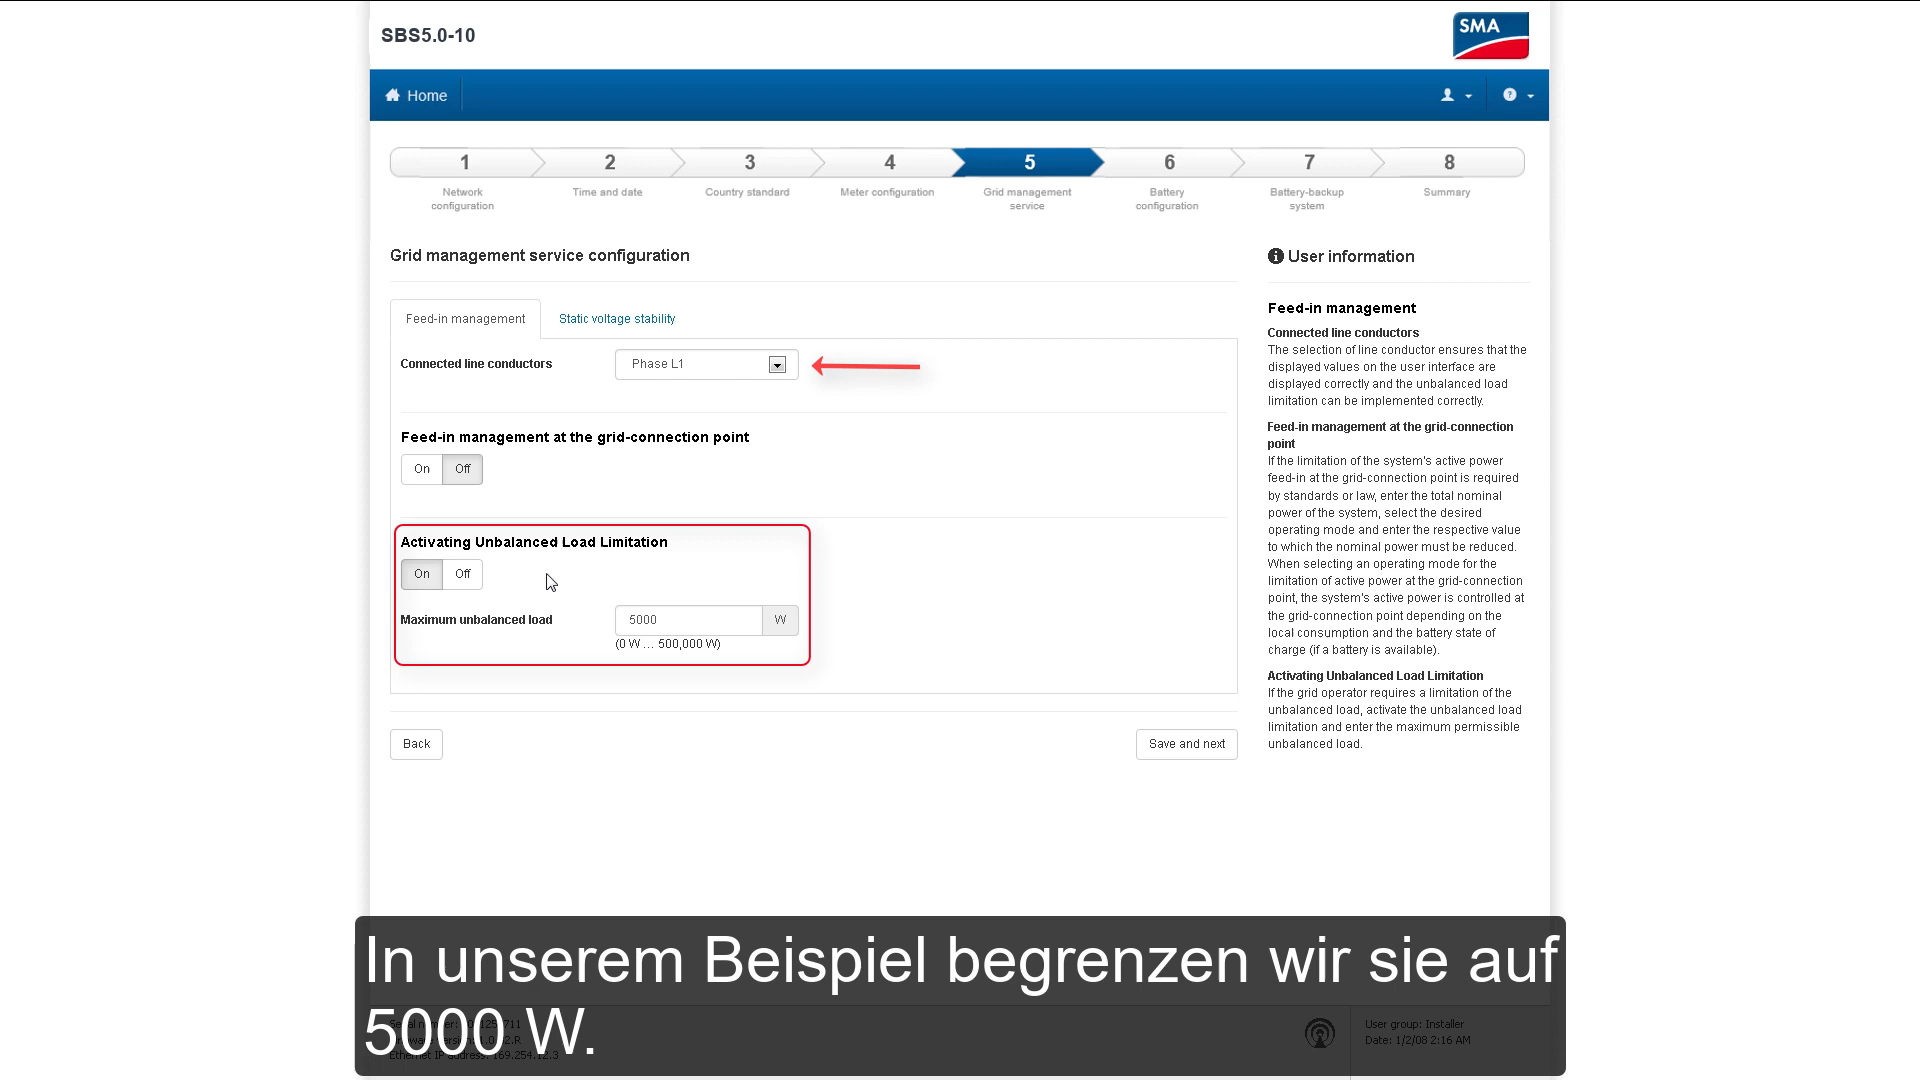 SBS5.0-10
SMA
Home
1
2
3
4
5
6
7
8
Network
configuration
Time and date
Country standard
Meter configuration
Grid management
service
Battery
configuration
Battery-backup
system
Summary
Grid management service configuration
Feed-in management
Static voltage stability
Connected line conductors
Phase L1
Feed-in management at the grid-connection point
On
Off
Activating Unbalanced Load Limitation
On
Off
Maximum unbalanced load
5000
W
(0 W ... 500,000 W)
Back
Save and next
User information
Feed-in management
Connected line conductors
The selection of line conductor ensures that the
displayed values on the user interface are
displayed correctly and the unbalanced load
limitation can be implemented correctly.
Feed-in management at the grid-connection
point
If the limitation of the system's active power
feed-in at the grid-connection point is required
by standards or law, enter the total nominal
power of the system, select the desired
operating mode and enter the respective value
to which the nominal power must be reduced.
When selecting an operating mode for the
limitation of active power at the grid-connection
point, the system's active power is controlled at
the grid-connection point depending on the
local consumption and the battery state of
charge (if a battery is available).
Activating Unbalanced Load Limitation
If the grid operator requires a limitation of the
unbalanced load, activate the unbalanced load
limitation and enter the maximum permissible
unbalanced load.
In unserem Beispiel begrenzen wir sie auf
5000 W.
Ethernet IP address:
User group: Installer
Date: 1/2/08 2:16 AM